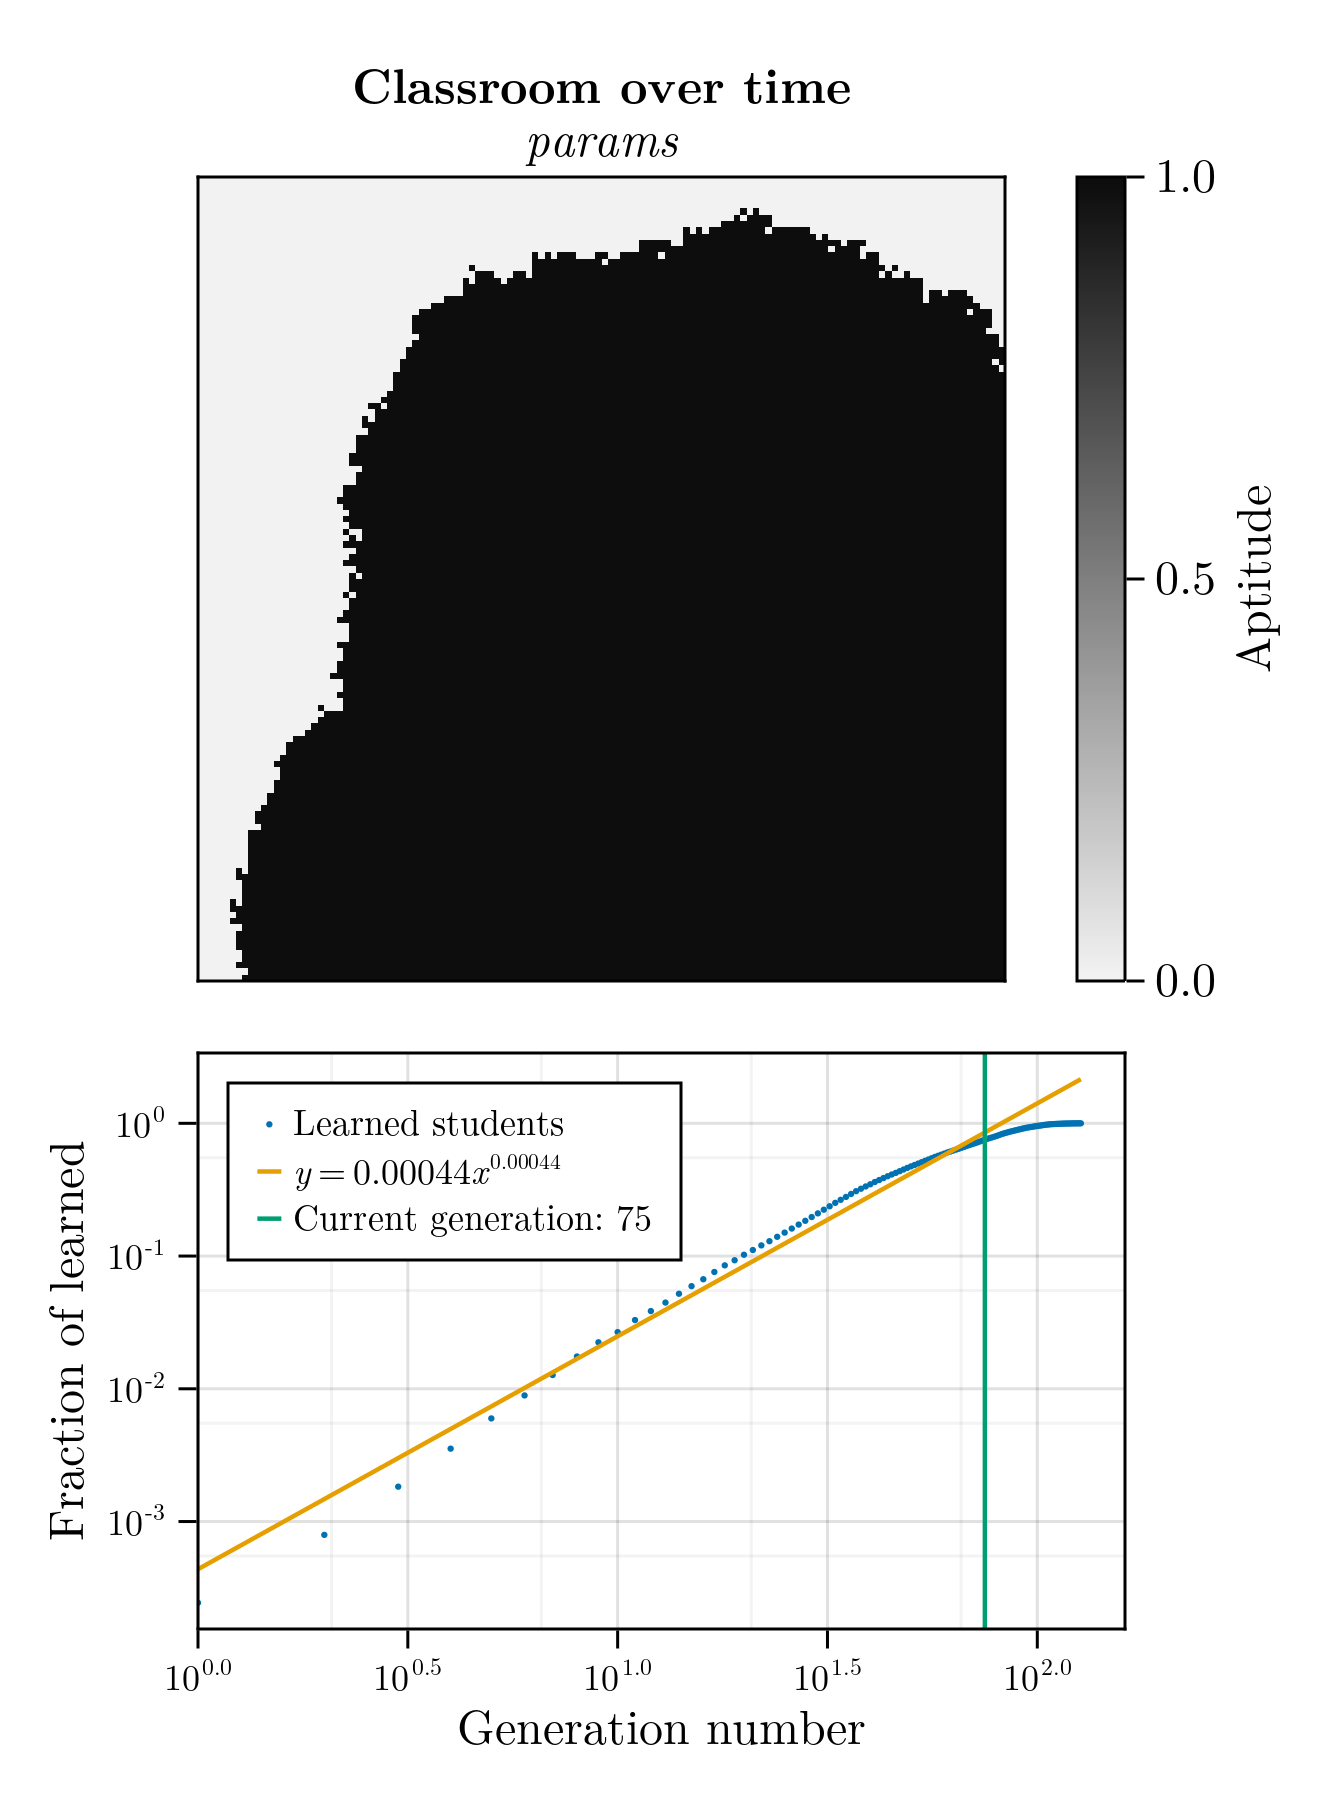 Classroom over time
params
1.0
0.5
0.0
Aptitude
Learned students
y = 0.00044x^0.00044
Current generation: 75
10^0
10^-1
10^-2
10^-3
Fraction of learned
10^0.0 10^0.5 10^1.0 10^1.5 10^2.0
Generation number